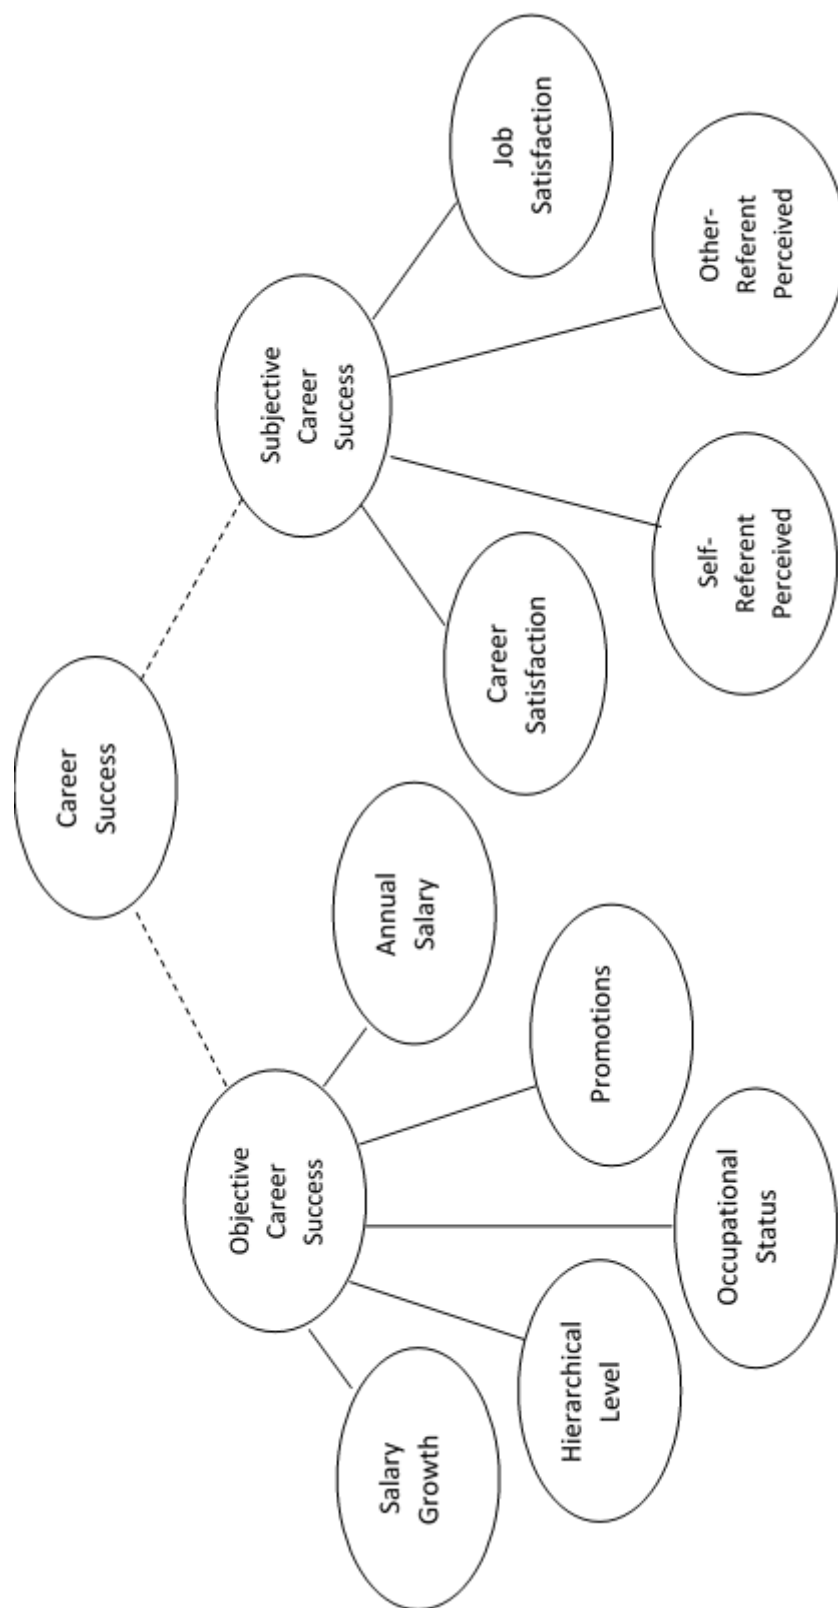 Career
Success
Objective
Career
Success
Subjective
Career
Success
Salary
Growth
Hierarchical
Level
Occupational
Status
Promotions
Annual
Salary
Career
Satisfaction
Self-
Referent
Perceived
Other-
Referent
Perceived
Job
Satisfaction